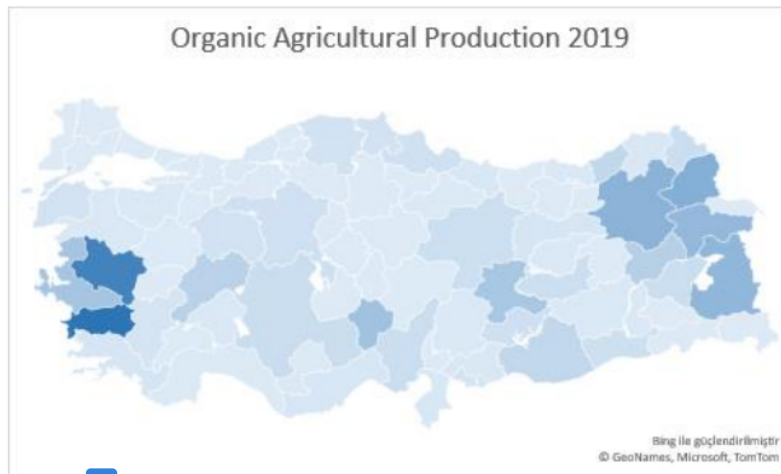 Organic Agricultural Production 2019
Bing ile güçlendirilmiştir
© GeoNames, Microsoft, TomTom